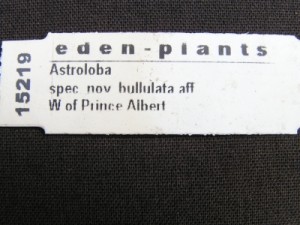 15219
eden-plants
Astroloba
spec nov bullulata aff
W of Prince Albert